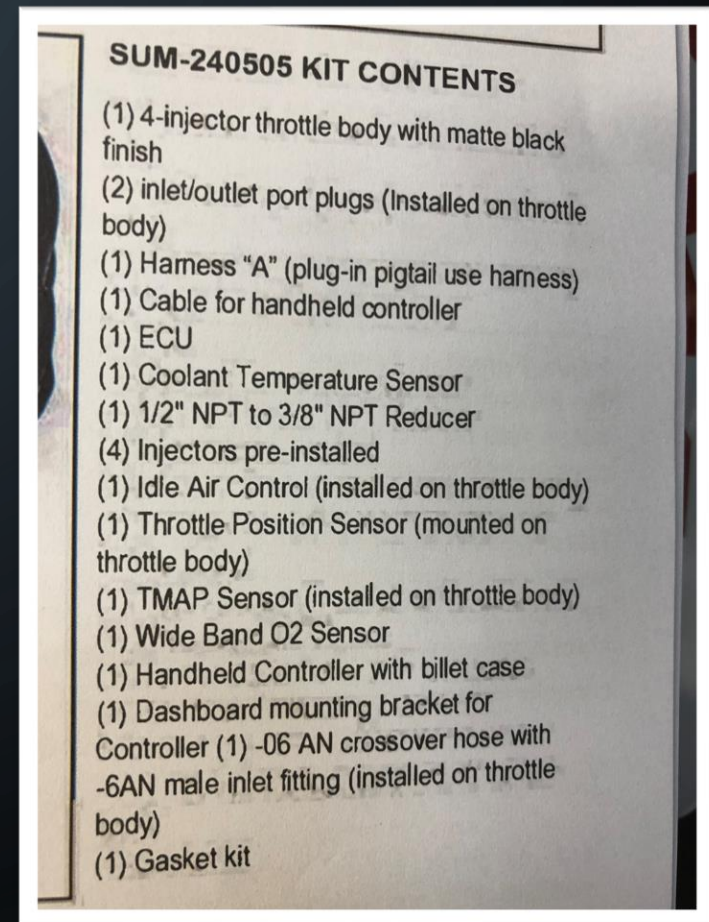 SUM-240505 KIT CONTENTS
(1) 4-injector throttle body with matte black
finish
(2) inlet/outlet port plugs (Installed on throttle
body)
(1) Harness “A” (plug-in pigtail use harness)
(1) Cable for handheld controller
(1) ECU
(1) Coolant Temperature Sensor
(1) 1/2" NPT to 3/8" NPT Reducer
(4) Injectors pre-installed
(1) Idle Air Control (installed on throttle body)
(1) Throttle Position Sensor (mounted on
throttle body)
(1) TMAP Sensor (installed on throttle body)
(1) Wide Band O2 Sensor
(1) Handheld Controller with billet case
(1) Dashboard mounting bracket for
Controller (1) -06 AN crossover hose with
-6AN male inlet fitting (installed on throttle
body)
(1) Gasket kit